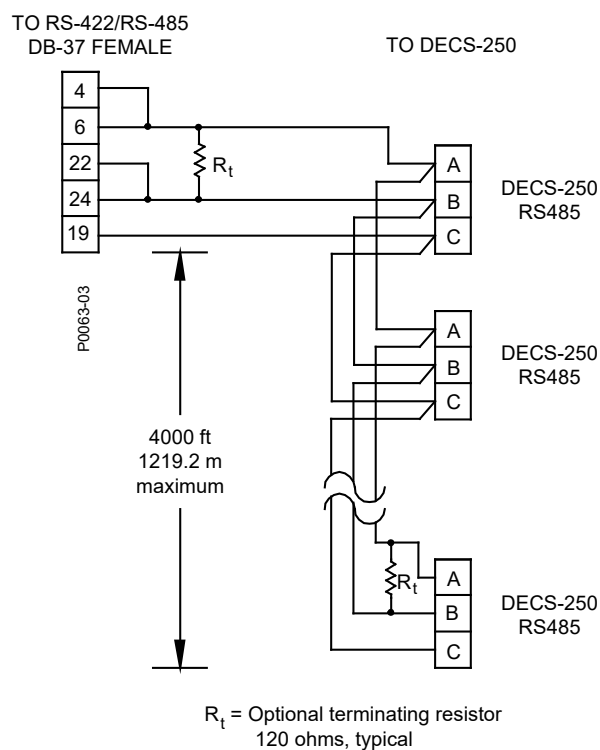 TO RS-422/RS-485
DB-37 FEMALE
TO DECS-250
4
6
22
24
19
Rt
A
B
C
DECS-250
RS485
P0063-03
4000 ft
1219.2 m
maximum
A
B
C
DECS-250
RS485
Rt
A
B
C
DECS-250
RS485
Rt = Optional terminating resistor
120 ohms, typical